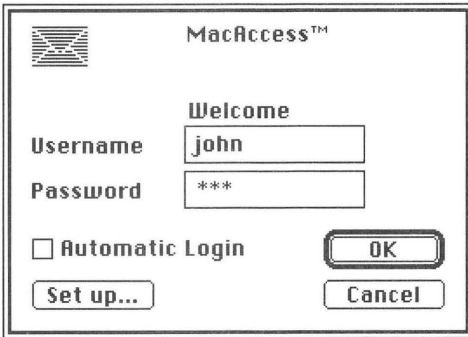 MacAccess™
Welcome
Username john
Password ***
Automatic Login
OK
Set up...
Cancel